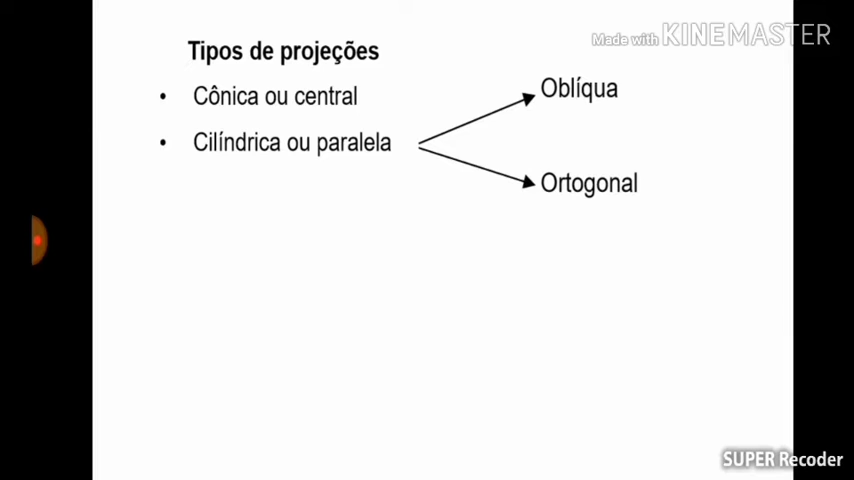 Tipos de projeções
Made with KINEMASTER
• Cônica ou central
Oblíqua
• Cilíndrica ou paralela
Ortogonal
SUPER Recoder